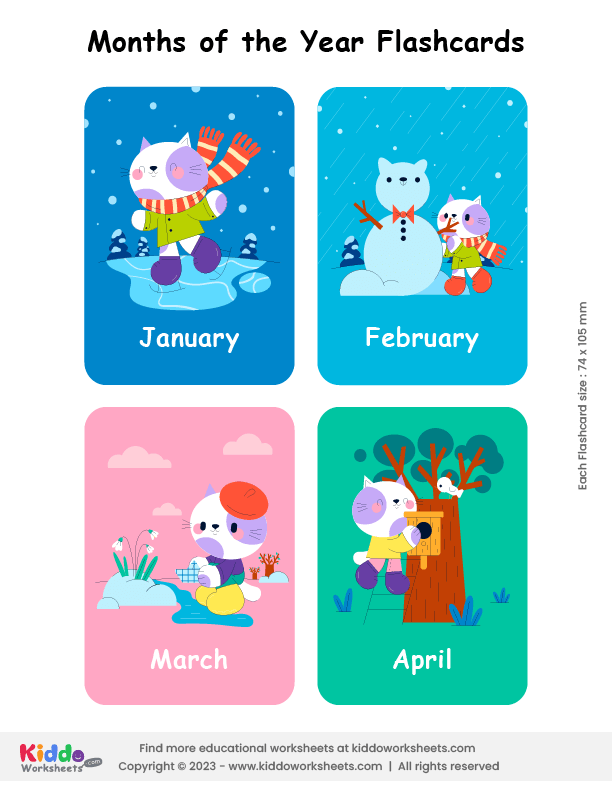 Months of the Year Flashcards
January
February
March
April
Each Flashcard size : 74 x 105 mm
Kiddo
Worksheets.com
Find more educational worksheets at kiddoworksheets.com
Copyright © 2023 - www.kiddoworksheets.com | All rights reserved